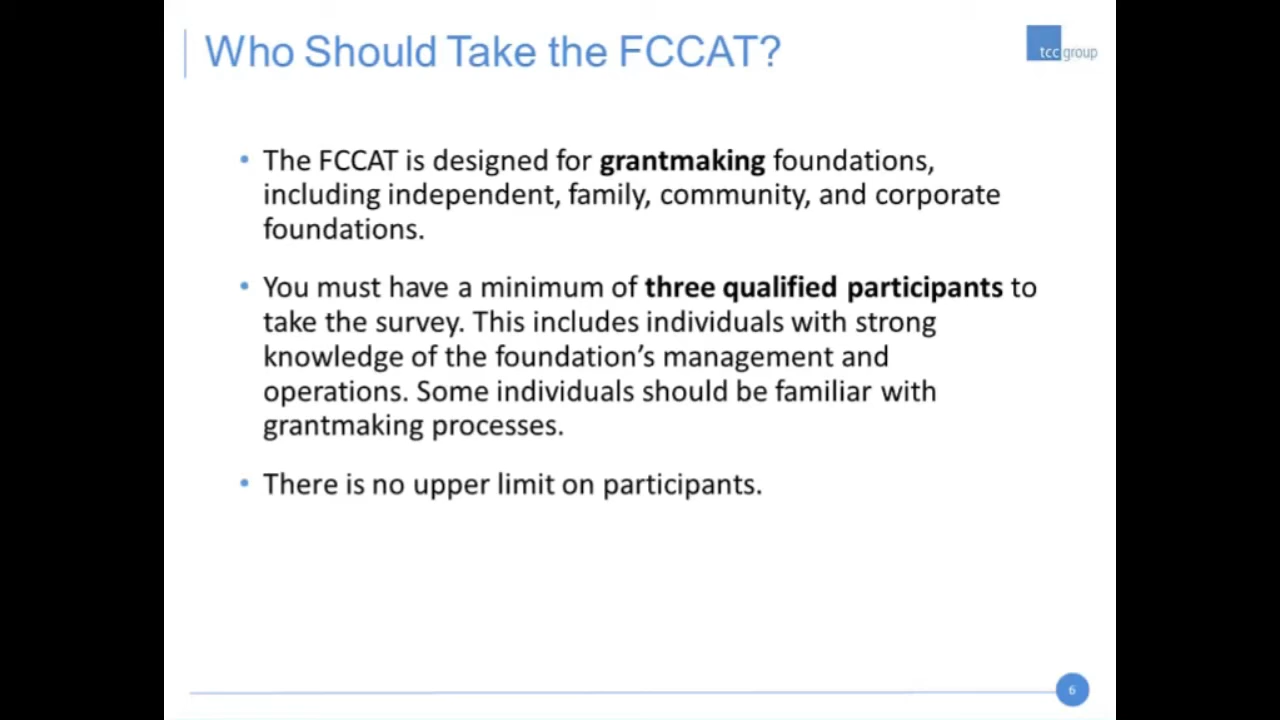 Who Should Take the FCCAT?
tcc group
• The FCCAT is designed for grantmaking foundations,
including independent, family, community, and corporate
foundations.
• You must have a minimum of three qualified participants to
take the survey. This includes individuals with strong
knowledge of the foundation’s management and
operations. Some individuals should be familiar with
grantmaking processes.
• There is no upper limit on participants.
6